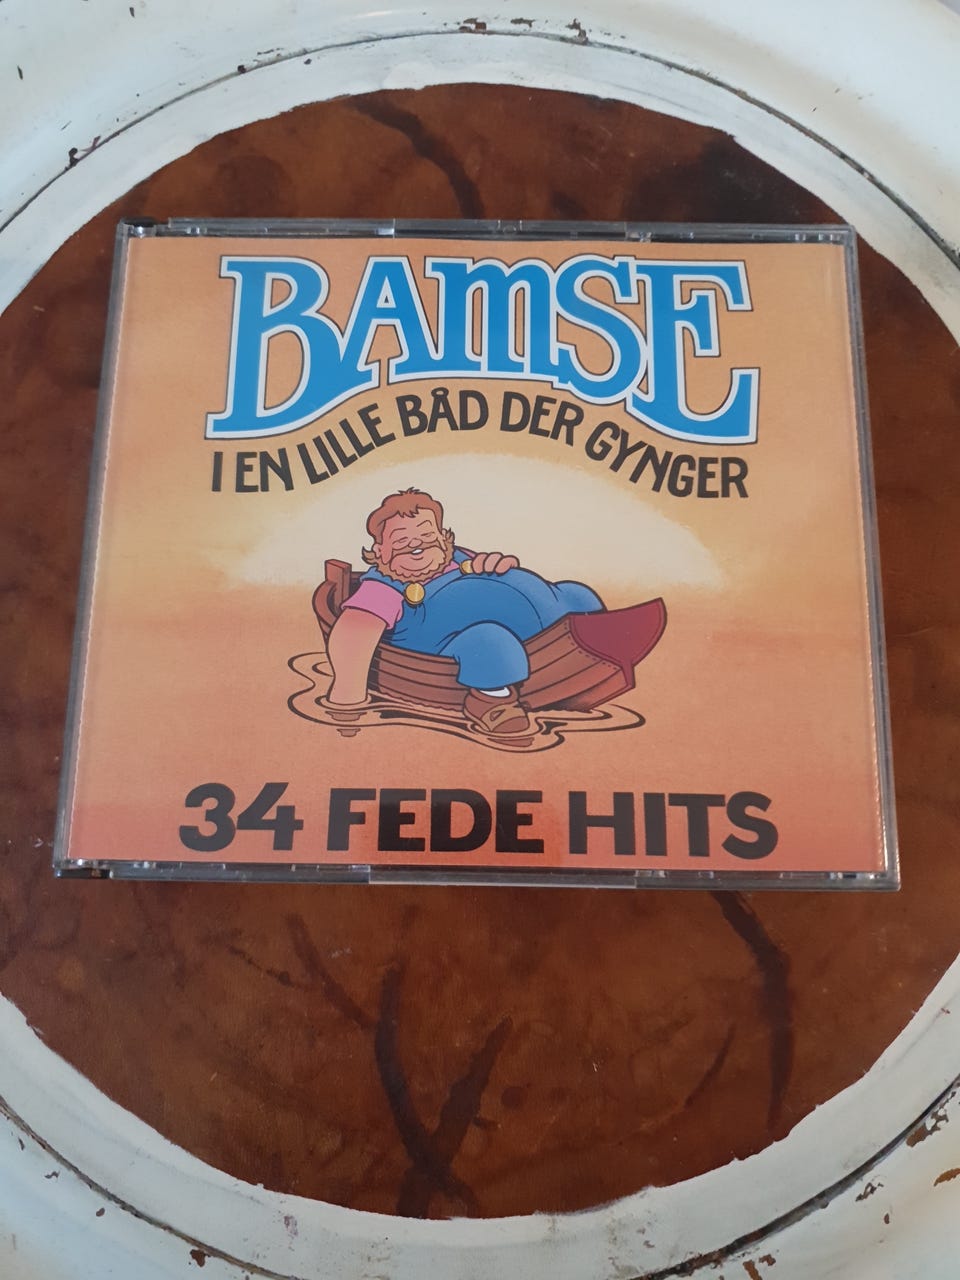 BAMSE
I EN LILLE BÅD DER GYNGER
34 FEDE HITS